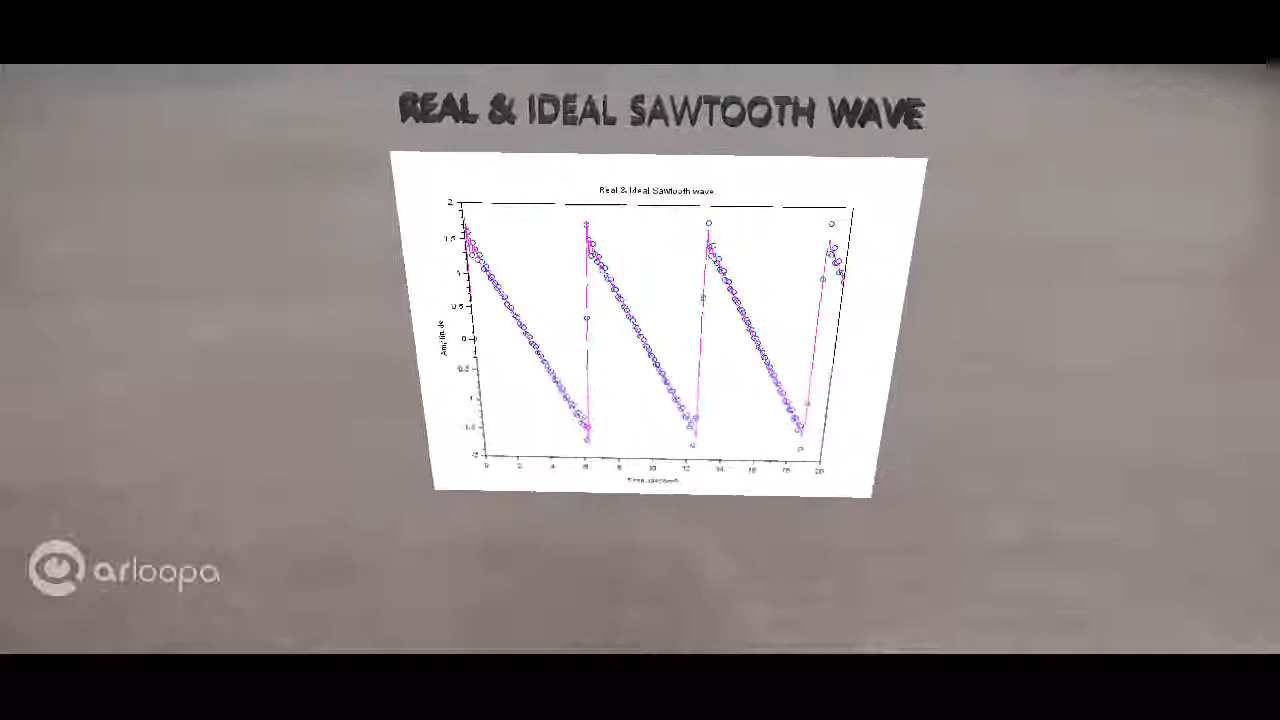 REAL & IDEAL SAWTOOTH WAVE
Real & Ideal Sawtooth wave
2
1.5
1
0.5
0
0 2 4 6 8 10 12 14 16 18 20
Amplitude
arloopa